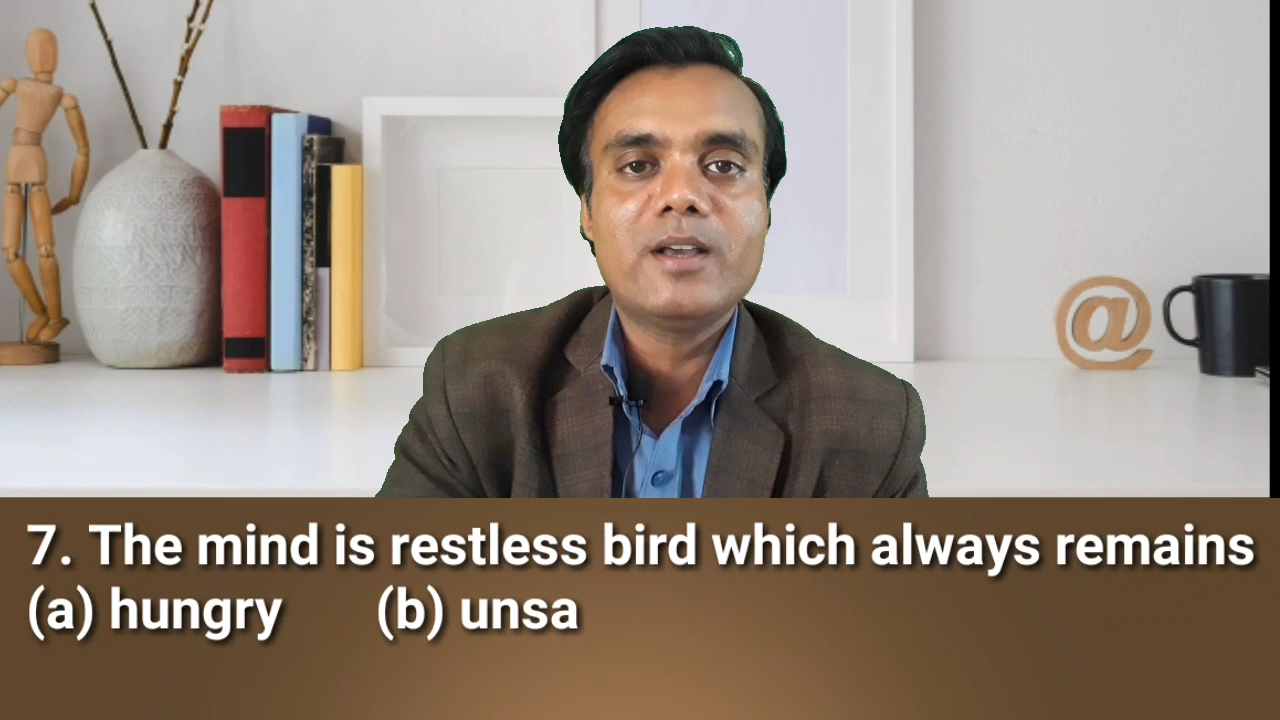 7. The mind is restless bird which always remains
(a) hungry (b) unsa
@